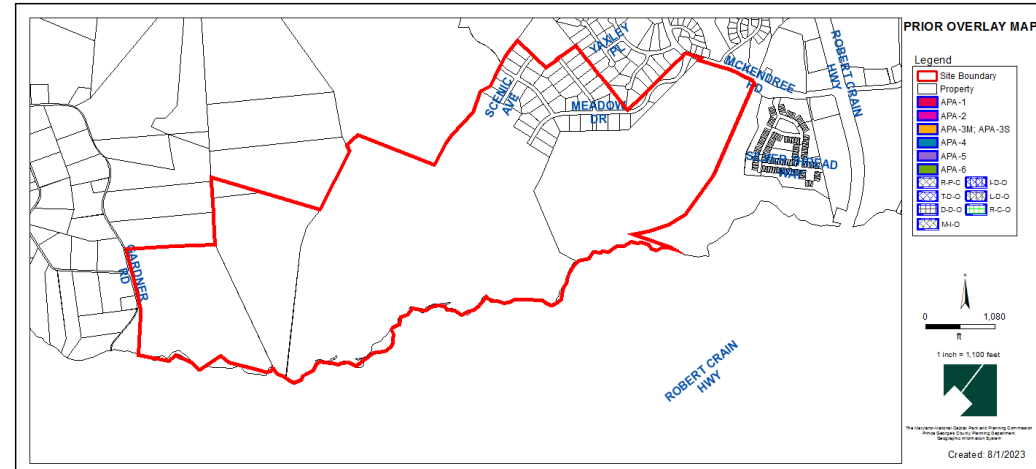 PRIOR OVERLAY MAP
YAXLEY
PL
SCENIC
AVE
MEADOW
DR
MCKENDREE
RD
ROBERT CRAIN
HWY
SILVER THREAD
WAY
GARDNER
RD
ROBERT CRAIN
HWY
Legend
Site Boundary
Property
APA-1
APA-2
APA-3M; APA-3S
APA-4
APA-5
APA-6
R-P-C I-D-O
T-D-O L-D-O
D-D-O R-C-O
M-I-O
0 1,080
ft
1 inch = 1,100 feet
The Maryland-National Capital Park and Planning Commission
Prince George's County Planning Department
Geographic Information System
Created: 8/1/2023